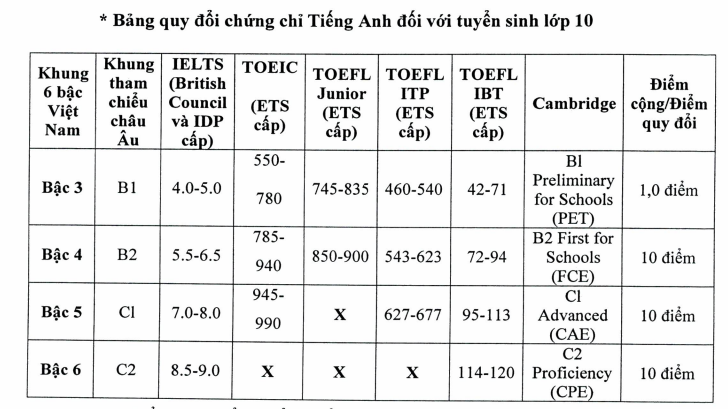 * Bảng quy đổi chứng chỉ Tiếng Anh đối với tuyển sinh lớp 10
Khung 6 bậc Việt Nam | Khung tham chiếu châu Âu | IELTS (British Council và IDP cấp) | TOEIC (ETS cấp) | TOEFL Junior (ETS cấp) | TOEFL ITP (ETS cấp) | TOEFL IBT (ETS cấp) | Cambridge | Điểm cộng/Điểm quy đổi
Bậc 3 | B1 | 4.0-5.0 | 550-780 | 745-835 | 460-540 | 42-71 | B1 Preliminary for Schools (PET) | 1,0 điểm
Bậc 4 | B2 | 5.5-6.5 | 785-940 | 850-900 | 543-623 | 72-94 | B2 First for Schools (FCE) | 10 điểm
Bậc 5 | C1 | 7.0-8.0 | 945-990 | X | 627-677 | 95-113 | C1 Advanced (CAE) | 10 điểm
Bậc 6 | C2 | 8.5-9.0 | X | X | X | 114-120 | C2 Proficiency (CPE) | 10 điểm